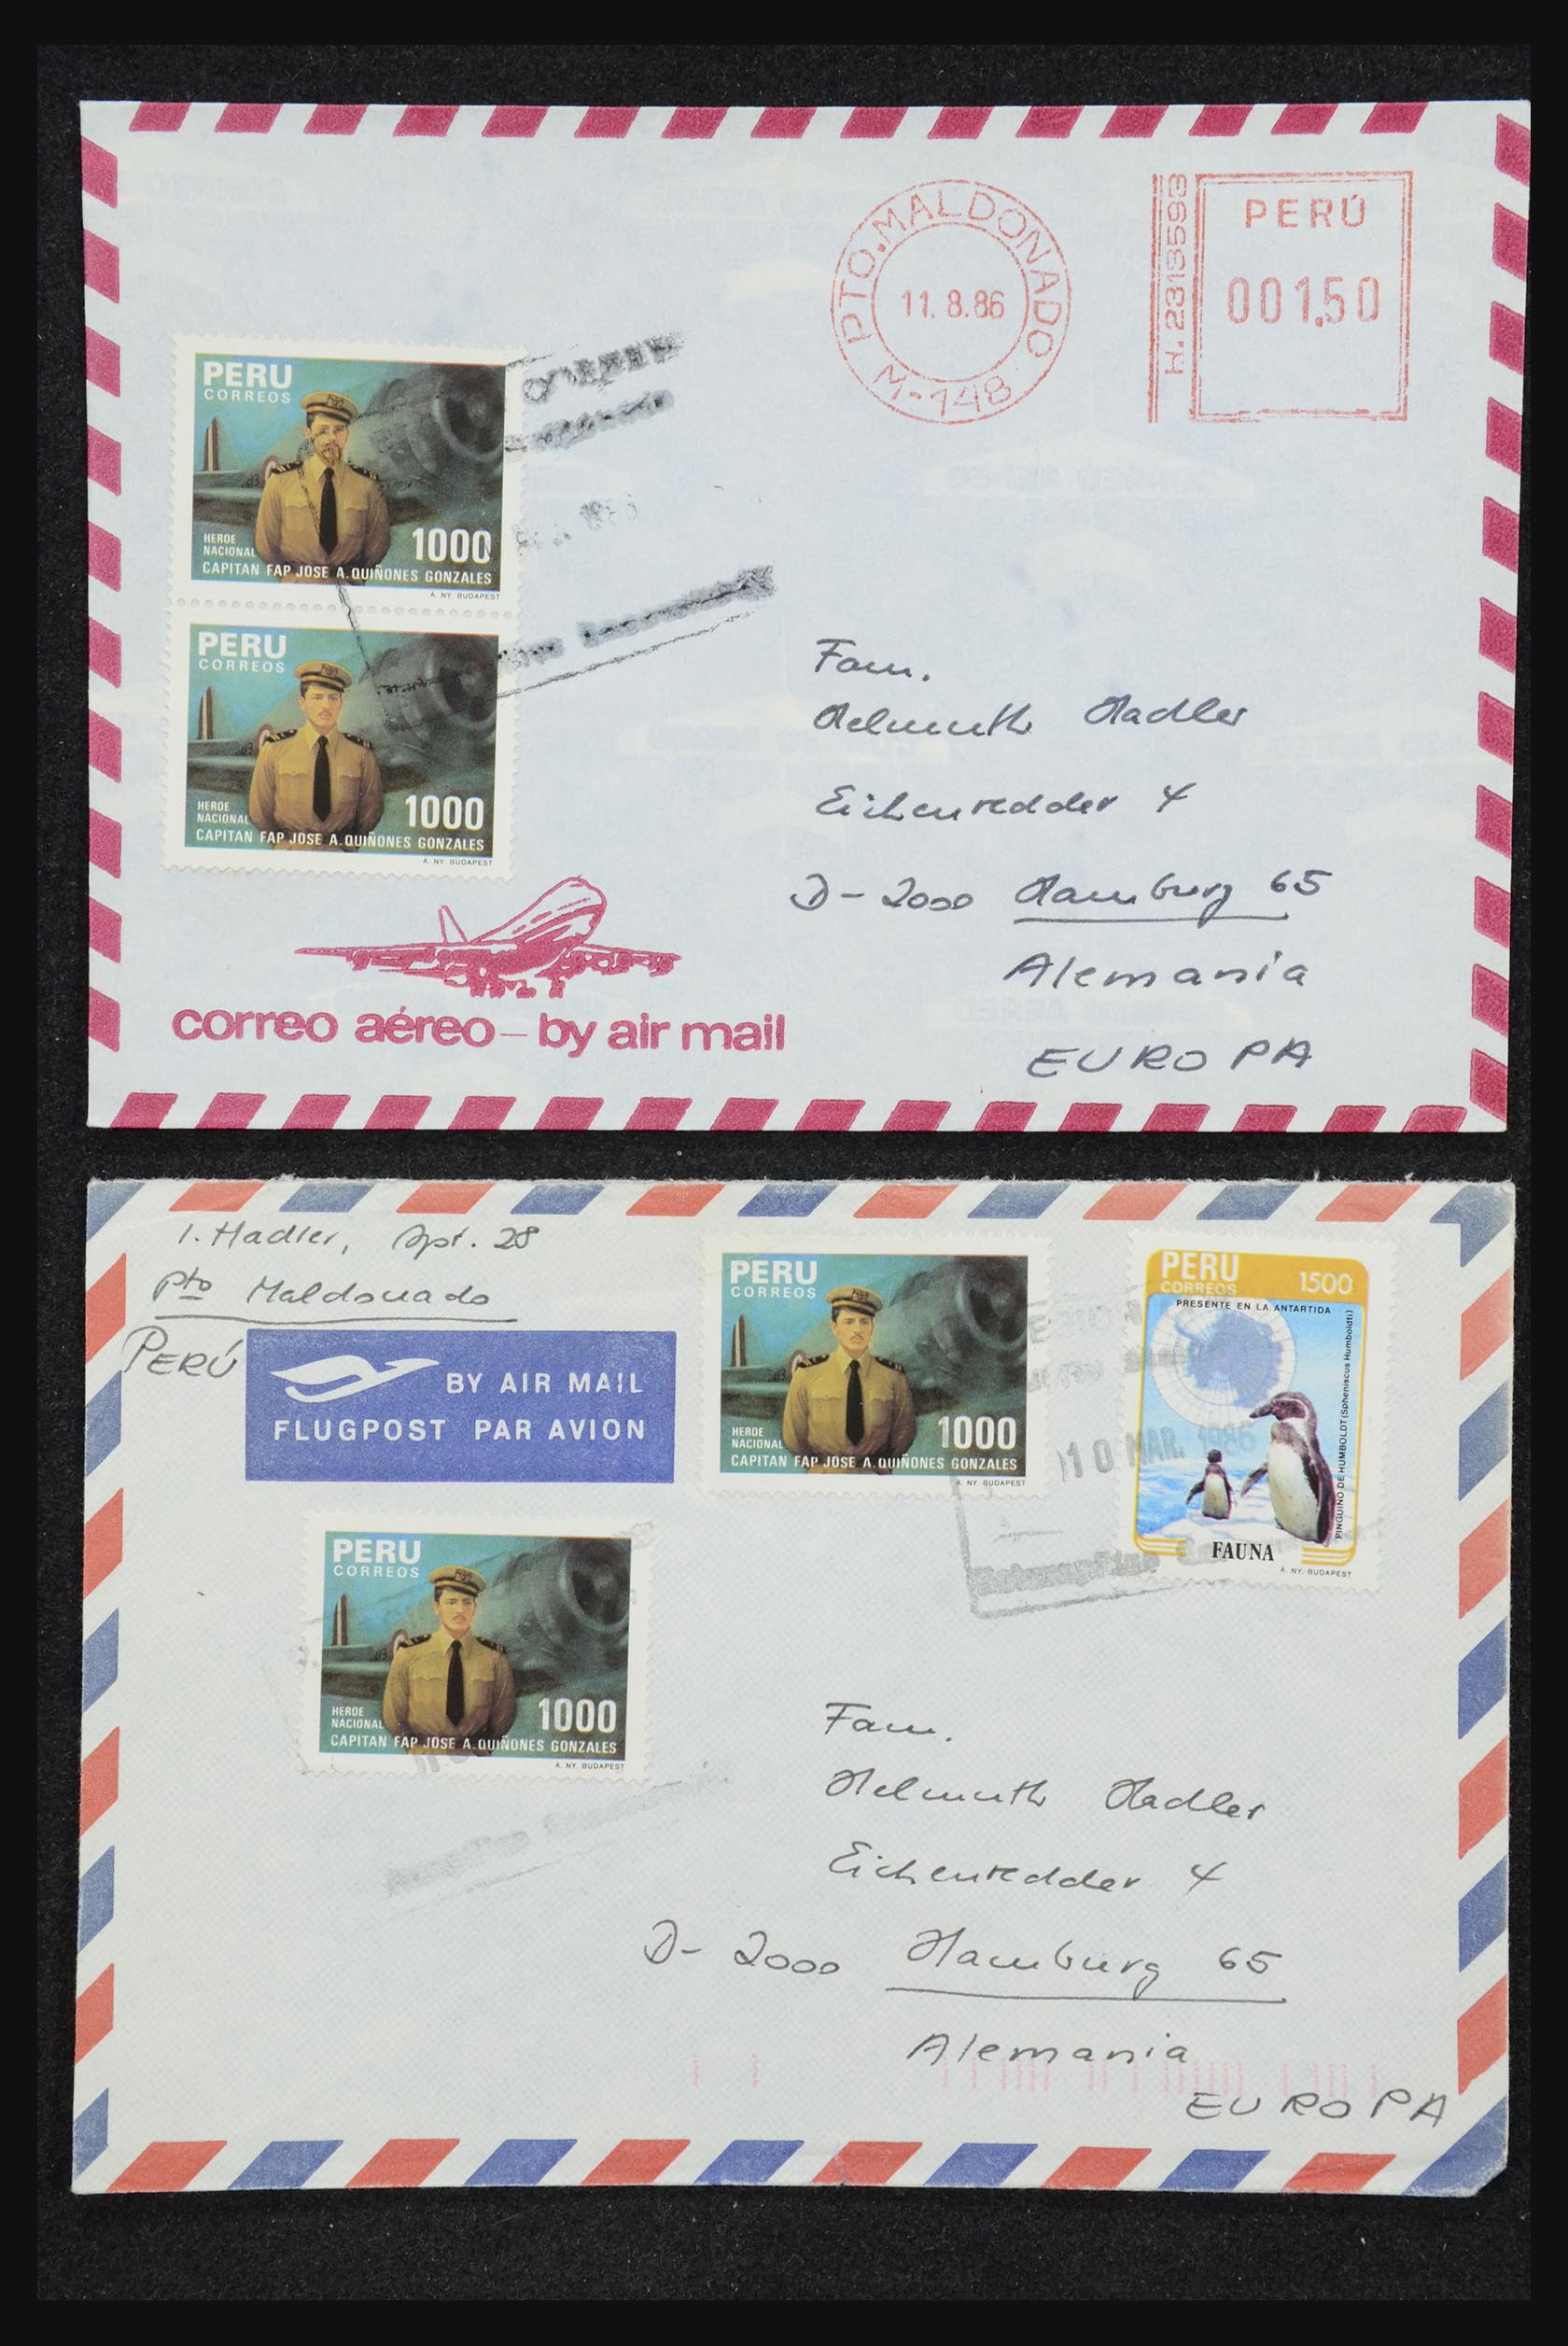 PTO. MALDONADO
11. 8. 86
M-148
H. 2313593
PERÚ
001,50
PERU
CORREOS
HEROE
NACIONAL
1000
CAPITAN FAP JOSE A. QUIÑONES GONZALES
A. NY. BUDAPEST
PERU
CORREOS
HEROE
NACIONAL
1000
CAPITAN FAP JOSE A. QUIÑONES GONZALES
A. NY. BUDAPEST
Fam.
Helmuth Hadler
Eichenredder 4
D-2000 Hamburg 65
Alemania
EUROPA
correo aéreo – by air mail
I. Hadler, Apt. 28
Pto Maldonado
PERÚ
BY AIR MAIL
FLUGPOST PAR AVION
PERU
CORREOS
HEROE
NACIONAL
1000
CAPITAN FAP JOSE A. QUIÑONES GONZALES
A. NY. BUDAPEST
PERU
CORREOS
1500
PRESENTE EN LA ANTARTIDA
PINGUINO DE HUMBOLDT (Spheniscus Humboldti)
FAUNA
A. NY. BUDAPEST
10 MAR. 1986
PERU
CORREOS
HEROE
NACIONAL
1000
CAPITAN FAP JOSE A. QUIÑONES GONZALES
A. NY. BUDAPEST
Fam.
Helmuth Hadler
Eichenredder 4
D-2000 Hamburg 65
Alemania
EUROPA